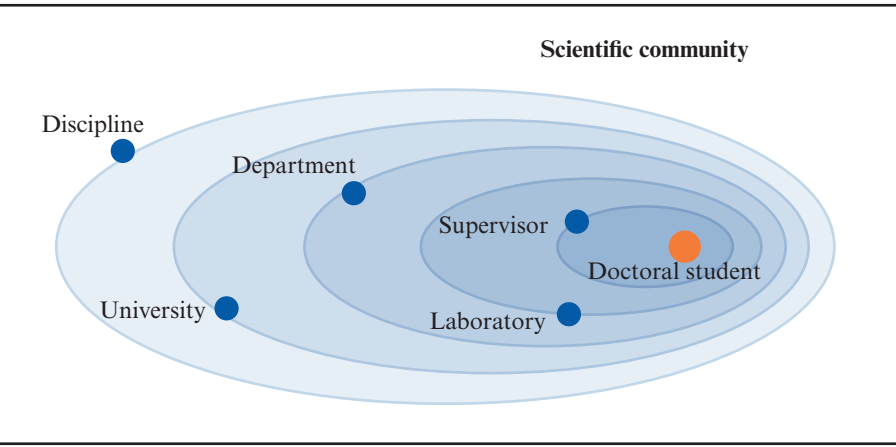 Scientific community
Discipline
Department
Supervisor
Doctoral student
University
Laboratory